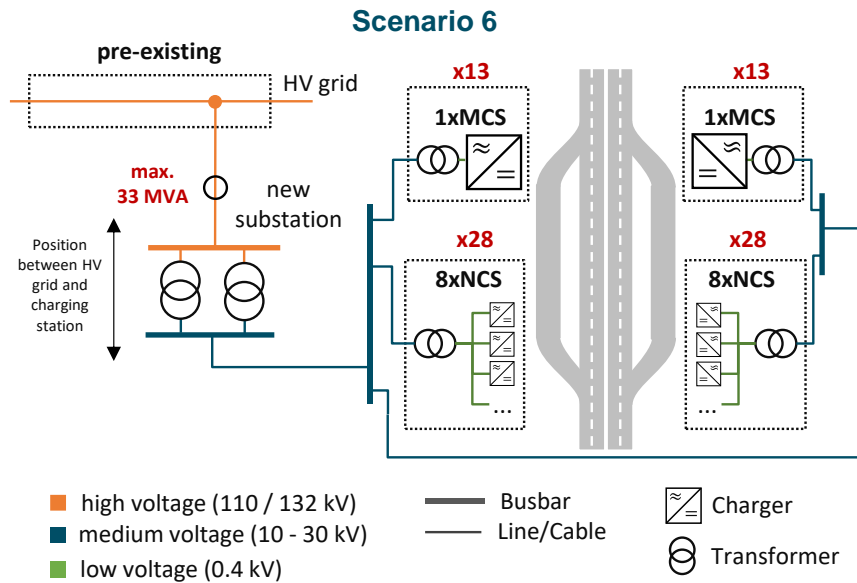 Scenario 6
pre-existing
HV grid
max.
33 MVA
new
substation
Position
between HV
grid and
charging
station
x13
1xMCS
x28
8xNCS
...
x13
1xMCS
x28
8xNCS
...
high voltage (110 / 132 kV)
medium voltage (10 - 30 kV)
low voltage (0.4 kV)
Busbar
Line/Cable
Charger
Transformer